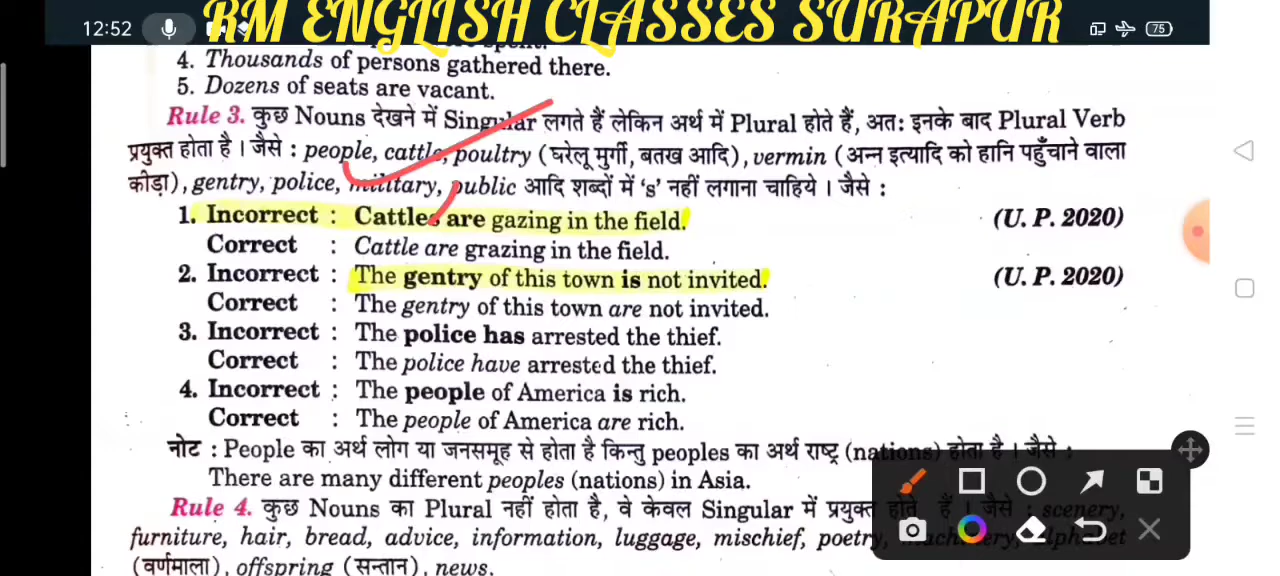 RM ENGLISH CLASSES SURAPUR
12:52
75
spent.
4. Thousands of persons gathered there.
5. Dozens of seats are vacant.
Rule 3. कुछ Nouns देखने में Singular लगते हैं लेकिन अर्थ में Plural होते हैं, अतः इनके बाद Plural Verb
प्रयुक्त होता है। जैसे : people, cattle, poultry (घरेलू मुर्गी, बतख आदि), vermin (अन्न इत्यादि को हानि पहुँचाने वाला
कीड़ा), gentry, police, military, public आदि शब्दों में ‘s’ नहीं लगाना चाहिये। जैसे :
1. Incorrect : Cattles are gazing in the field. (U. P. 2020)
Correct : Cattle are grazing in the field.
2. Incorrect : The gentry of this town is not invited. (U. P. 2020)
Correct : The gentry of this town are not invited.
3. Incorrect : The police has arrested the thief.
Correct : The police have arrested the thief.
4. Incorrect : The people of America is rich.
Correct : The people of America are rich.
नोट : People का अर्थ लोग या जनसमूह से होता है किन्तु peoples का अर्थ राष्ट्र (nations) होता है। जैसे :
There are many different peoples (nations) in Asia.
Rule 4. कुछ Nouns का Plural नहीं होता है, वे केवल Singular में प्रयुक्त होते हैं। जैसे : scenery,
furniture, hair, bread, advice, information, luggage, mischief, poetry, machinery, alphabet
(वर्णमाला), offspring (सन्तान), news.